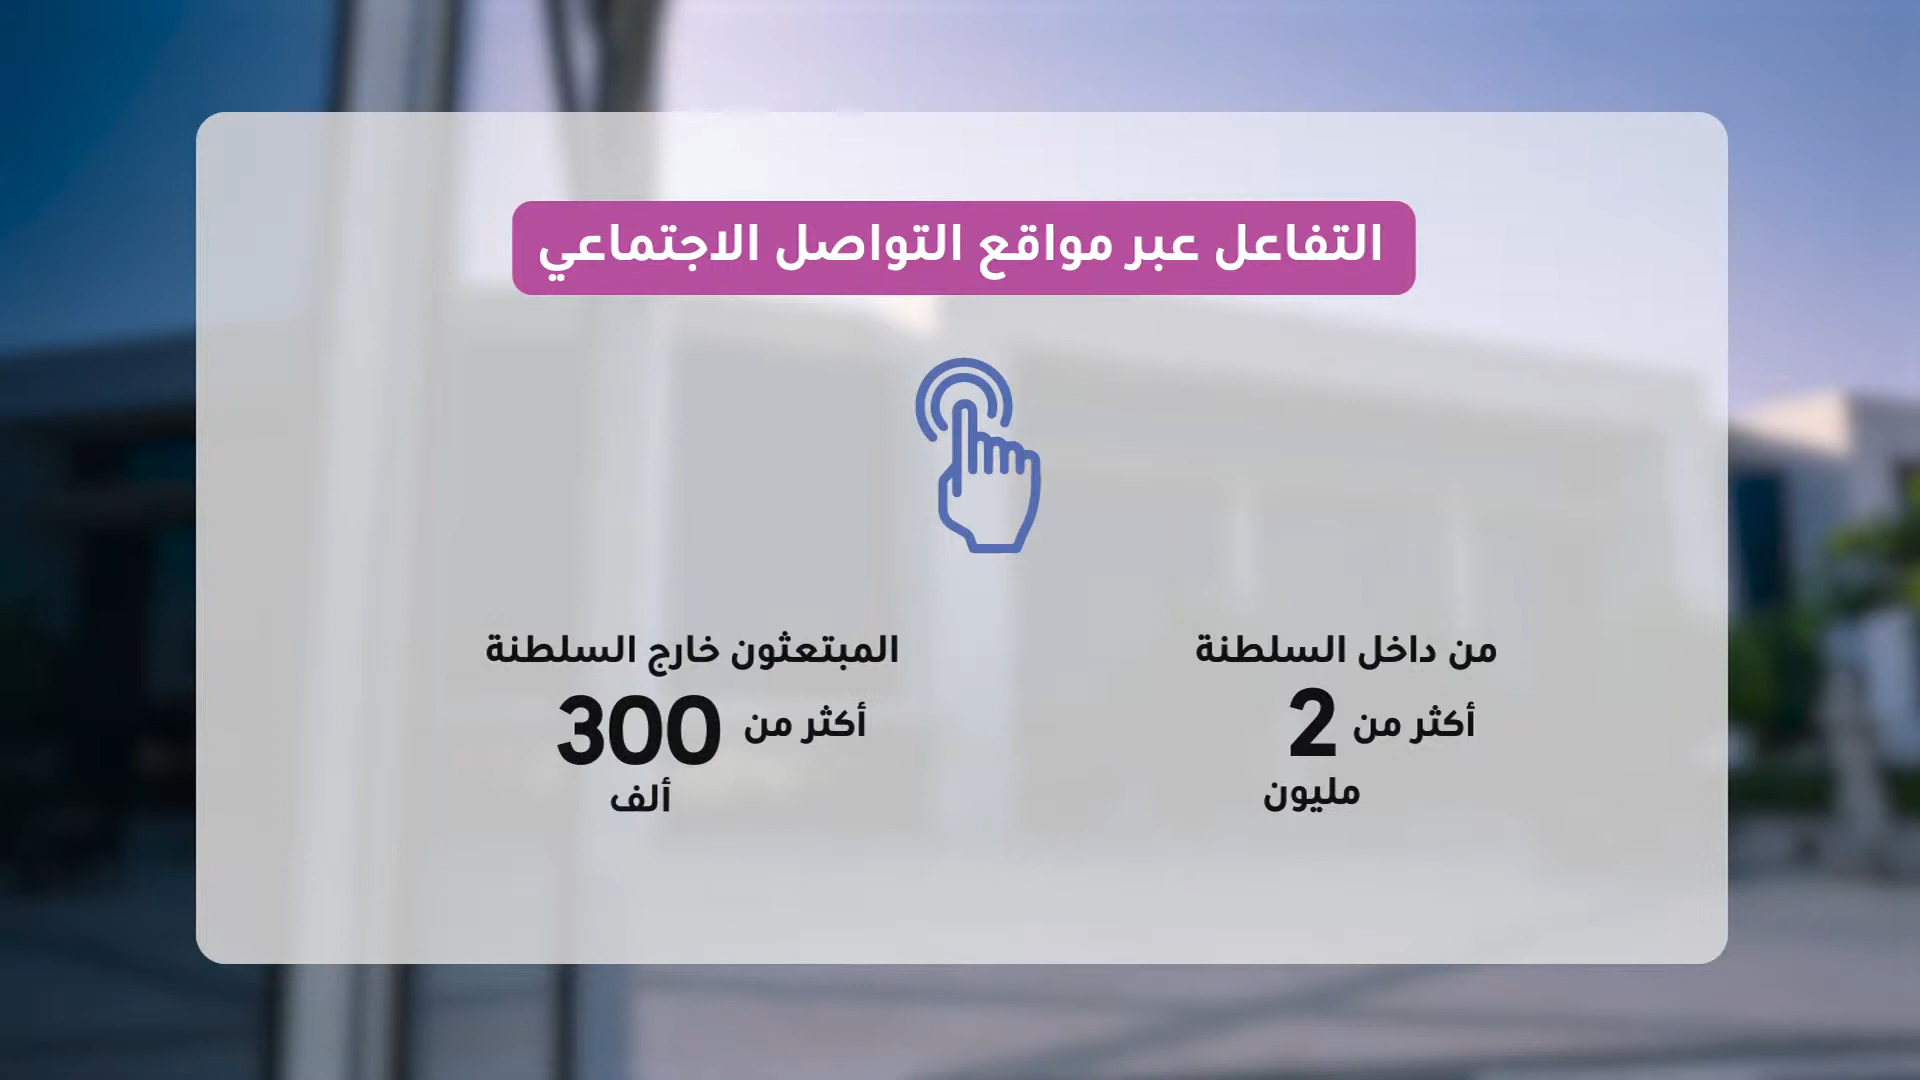 التفاعل عبر مواقع التواصل الاجتماعي
من داخل السلطنة
أكثر من 2
مليون
المبتعثون خارج السلطنة
أكثر من 300
ألف